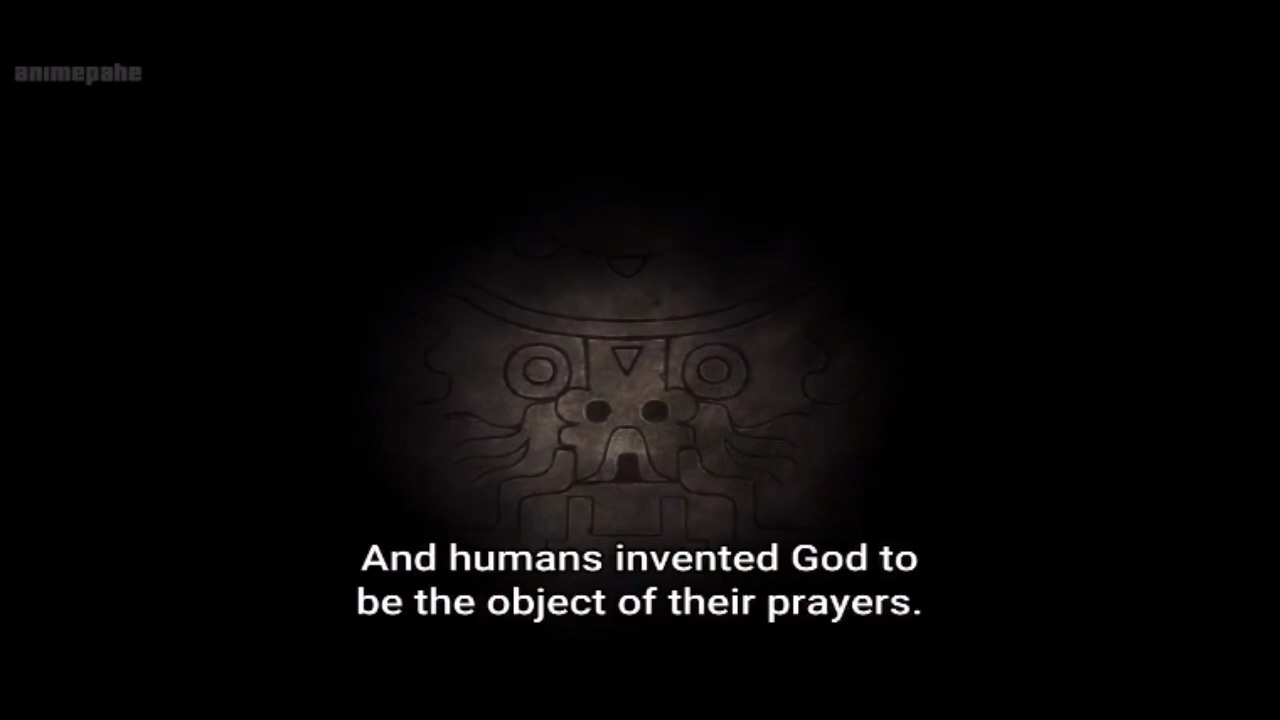 animepahe
And humans invented God to
be the object of their prayers.